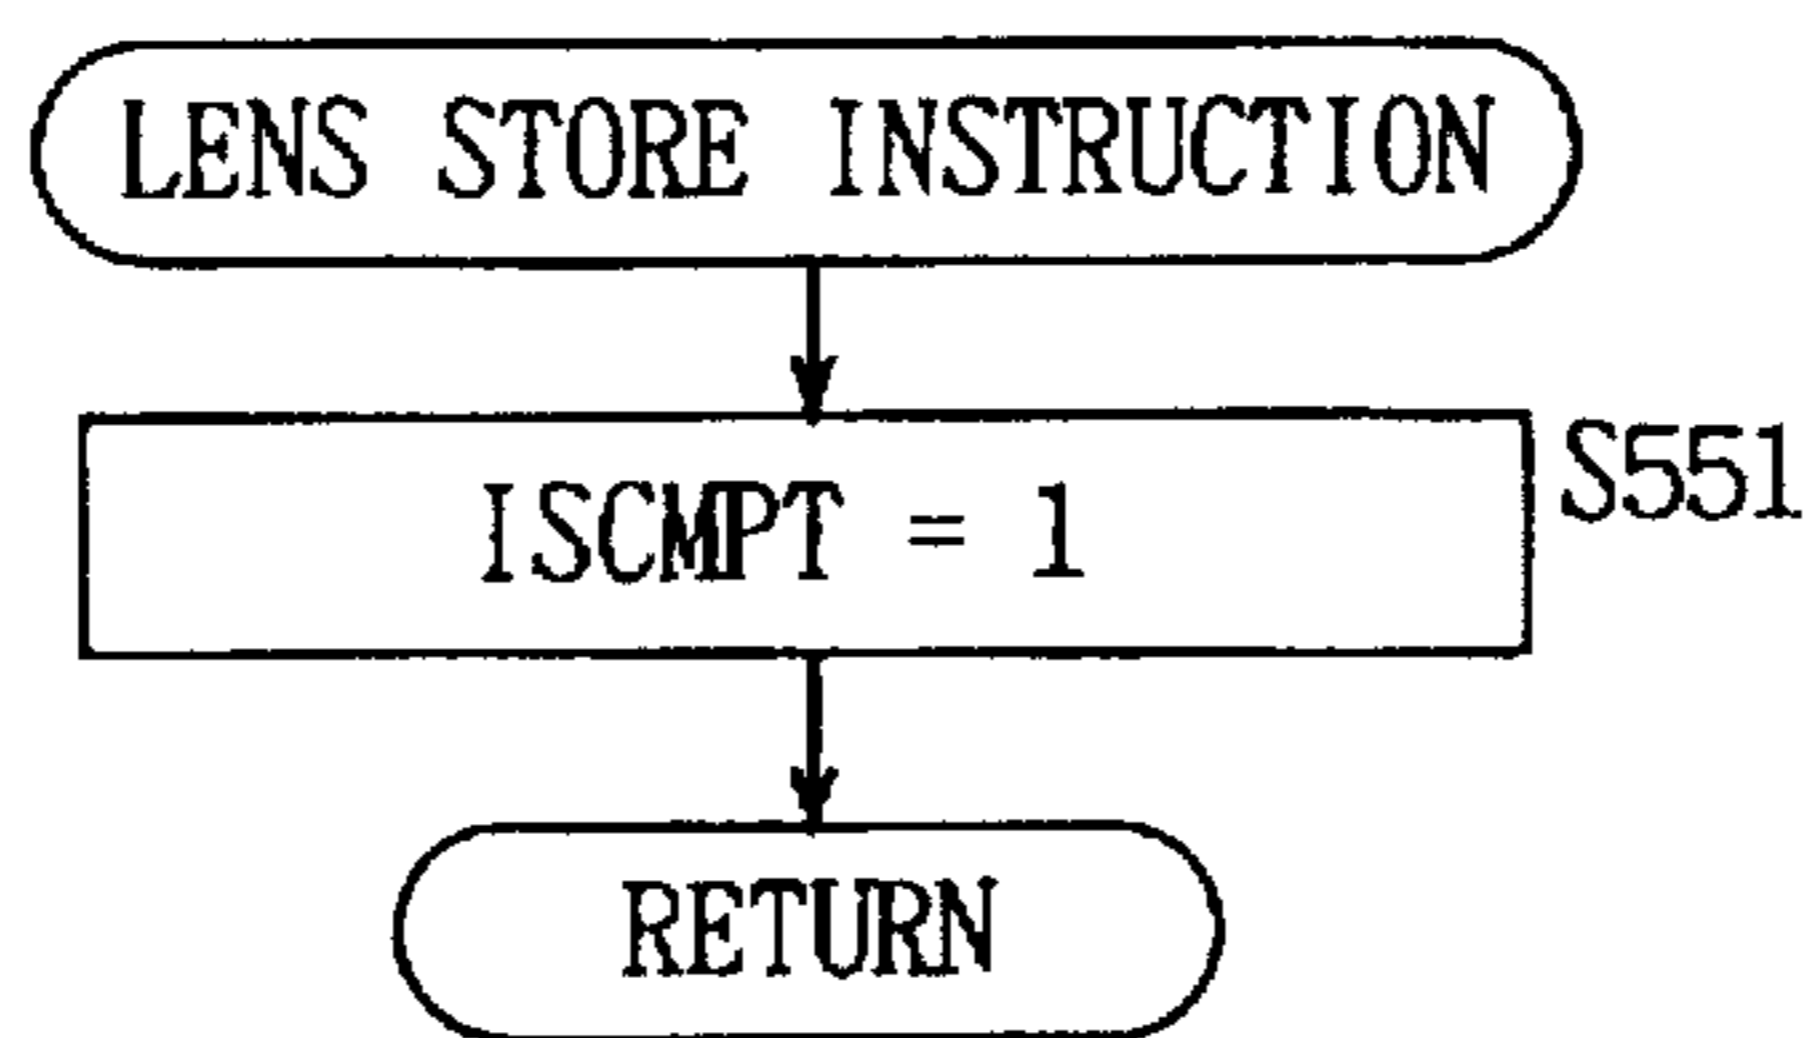 LENS STORE INSTRUCTION
ISCMPT = 1
S551
RETURN